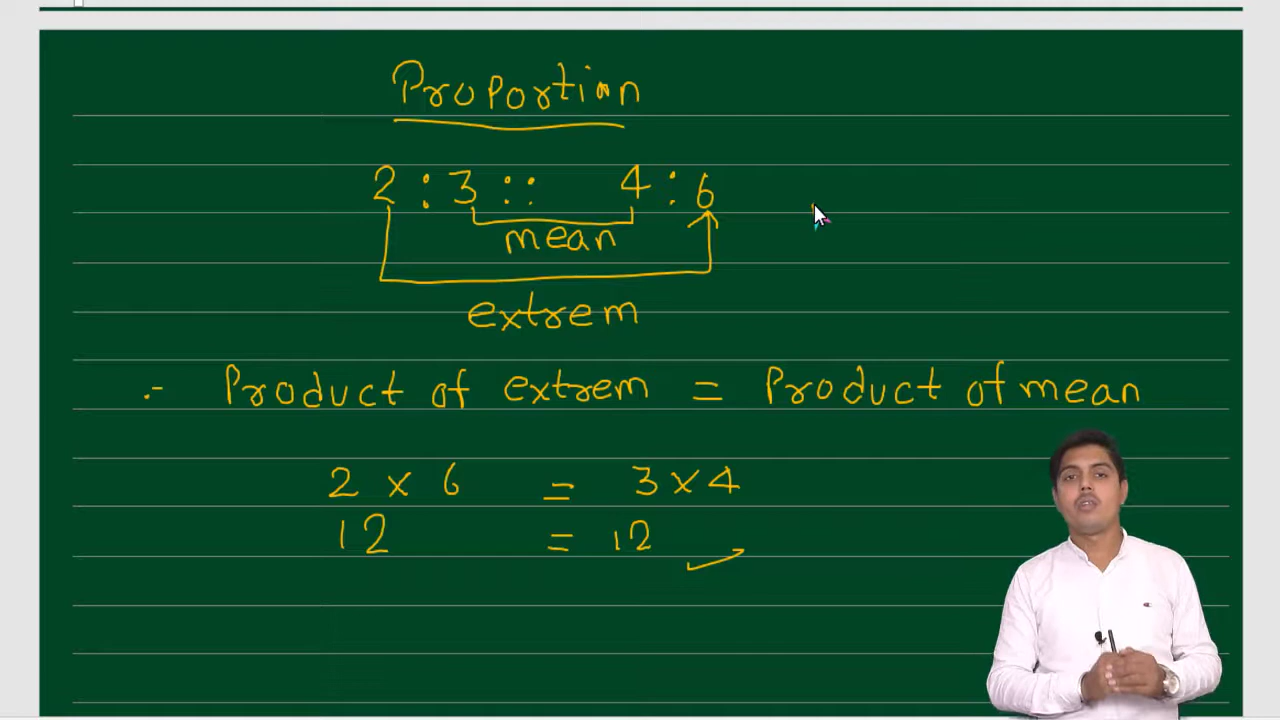 Proportion
2 : 3 :: 4 : 6
mean
extrem
∴ Product of extrem = Product of mean
2 × 6 = 3 × 4
12 = 12 ✓